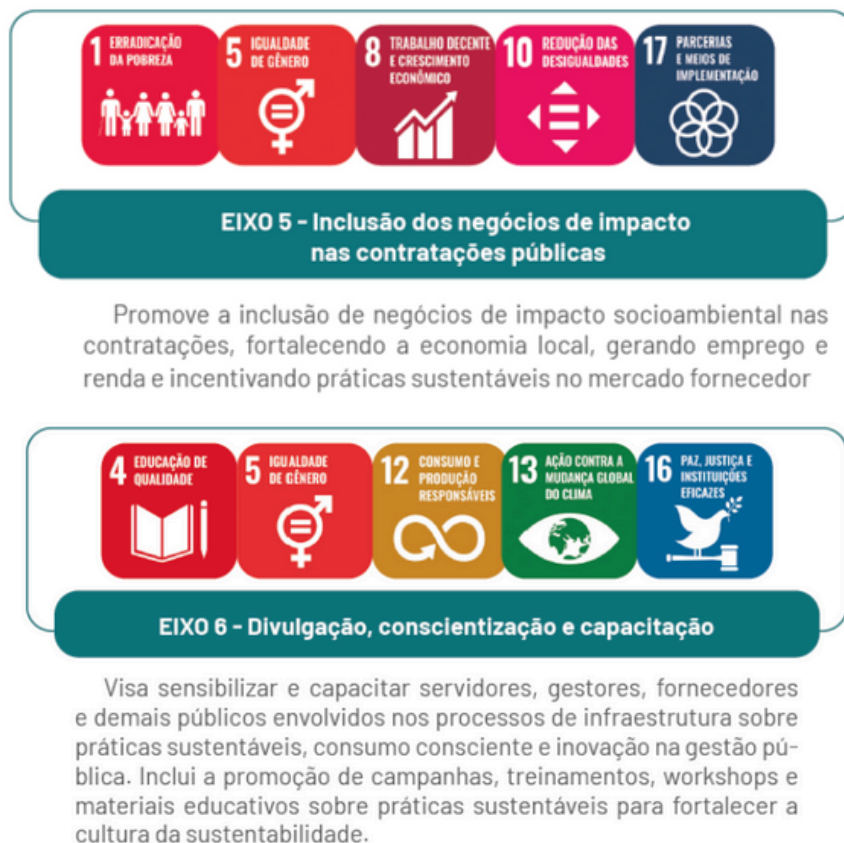 1 ERRADICAÇÃO
DA POBREZA
5 IGUALDADE
DE GÊNERO
8 TRABALHO DECENTE
E CRESCIMENTO
ECONÔMICO
10 REDUÇÃO DAS
DESIGUALDADES
17 PARCERIAS
E MEIOS DE
IMPLEMENTAÇÃO
EIXO 5 - Inclusão dos negócios de impacto
nas contratações públicas
Promove a inclusão de negócios de impacto socioambiental nas
contratações, fortalecendo a economia local, gerando emprego e
renda e incentivando práticas sustentáveis no mercado fornecedor
4 EDUCAÇÃO DE
QUALIDADE
5 IGUALDADE
DE GÊNERO
12 CONSUMO E
PRODUÇÃO
RESPONSÁVEIS
13 AÇÃO CONTRA A
MUDANÇA GLOBAL
DO CLIMA
16 PAZ, JUSTIÇA E
INSTITUIÇÕES
EFICAZES
EIXO 6 - Divulgação, conscientização e capacitação
Visa sensibilizar e capacitar servidores, gestores, fornecedores
e demais públicos envolvidos nos processos de infraestrutura sobre
práticas sustentáveis, consumo consciente e inovação na gestão pú-
blica. Inclui a promoção de campanhas, treinamentos, workshops e
materiais educativos sobre práticas sustentáveis para fortalecer a
cultura da sustentabilidade.